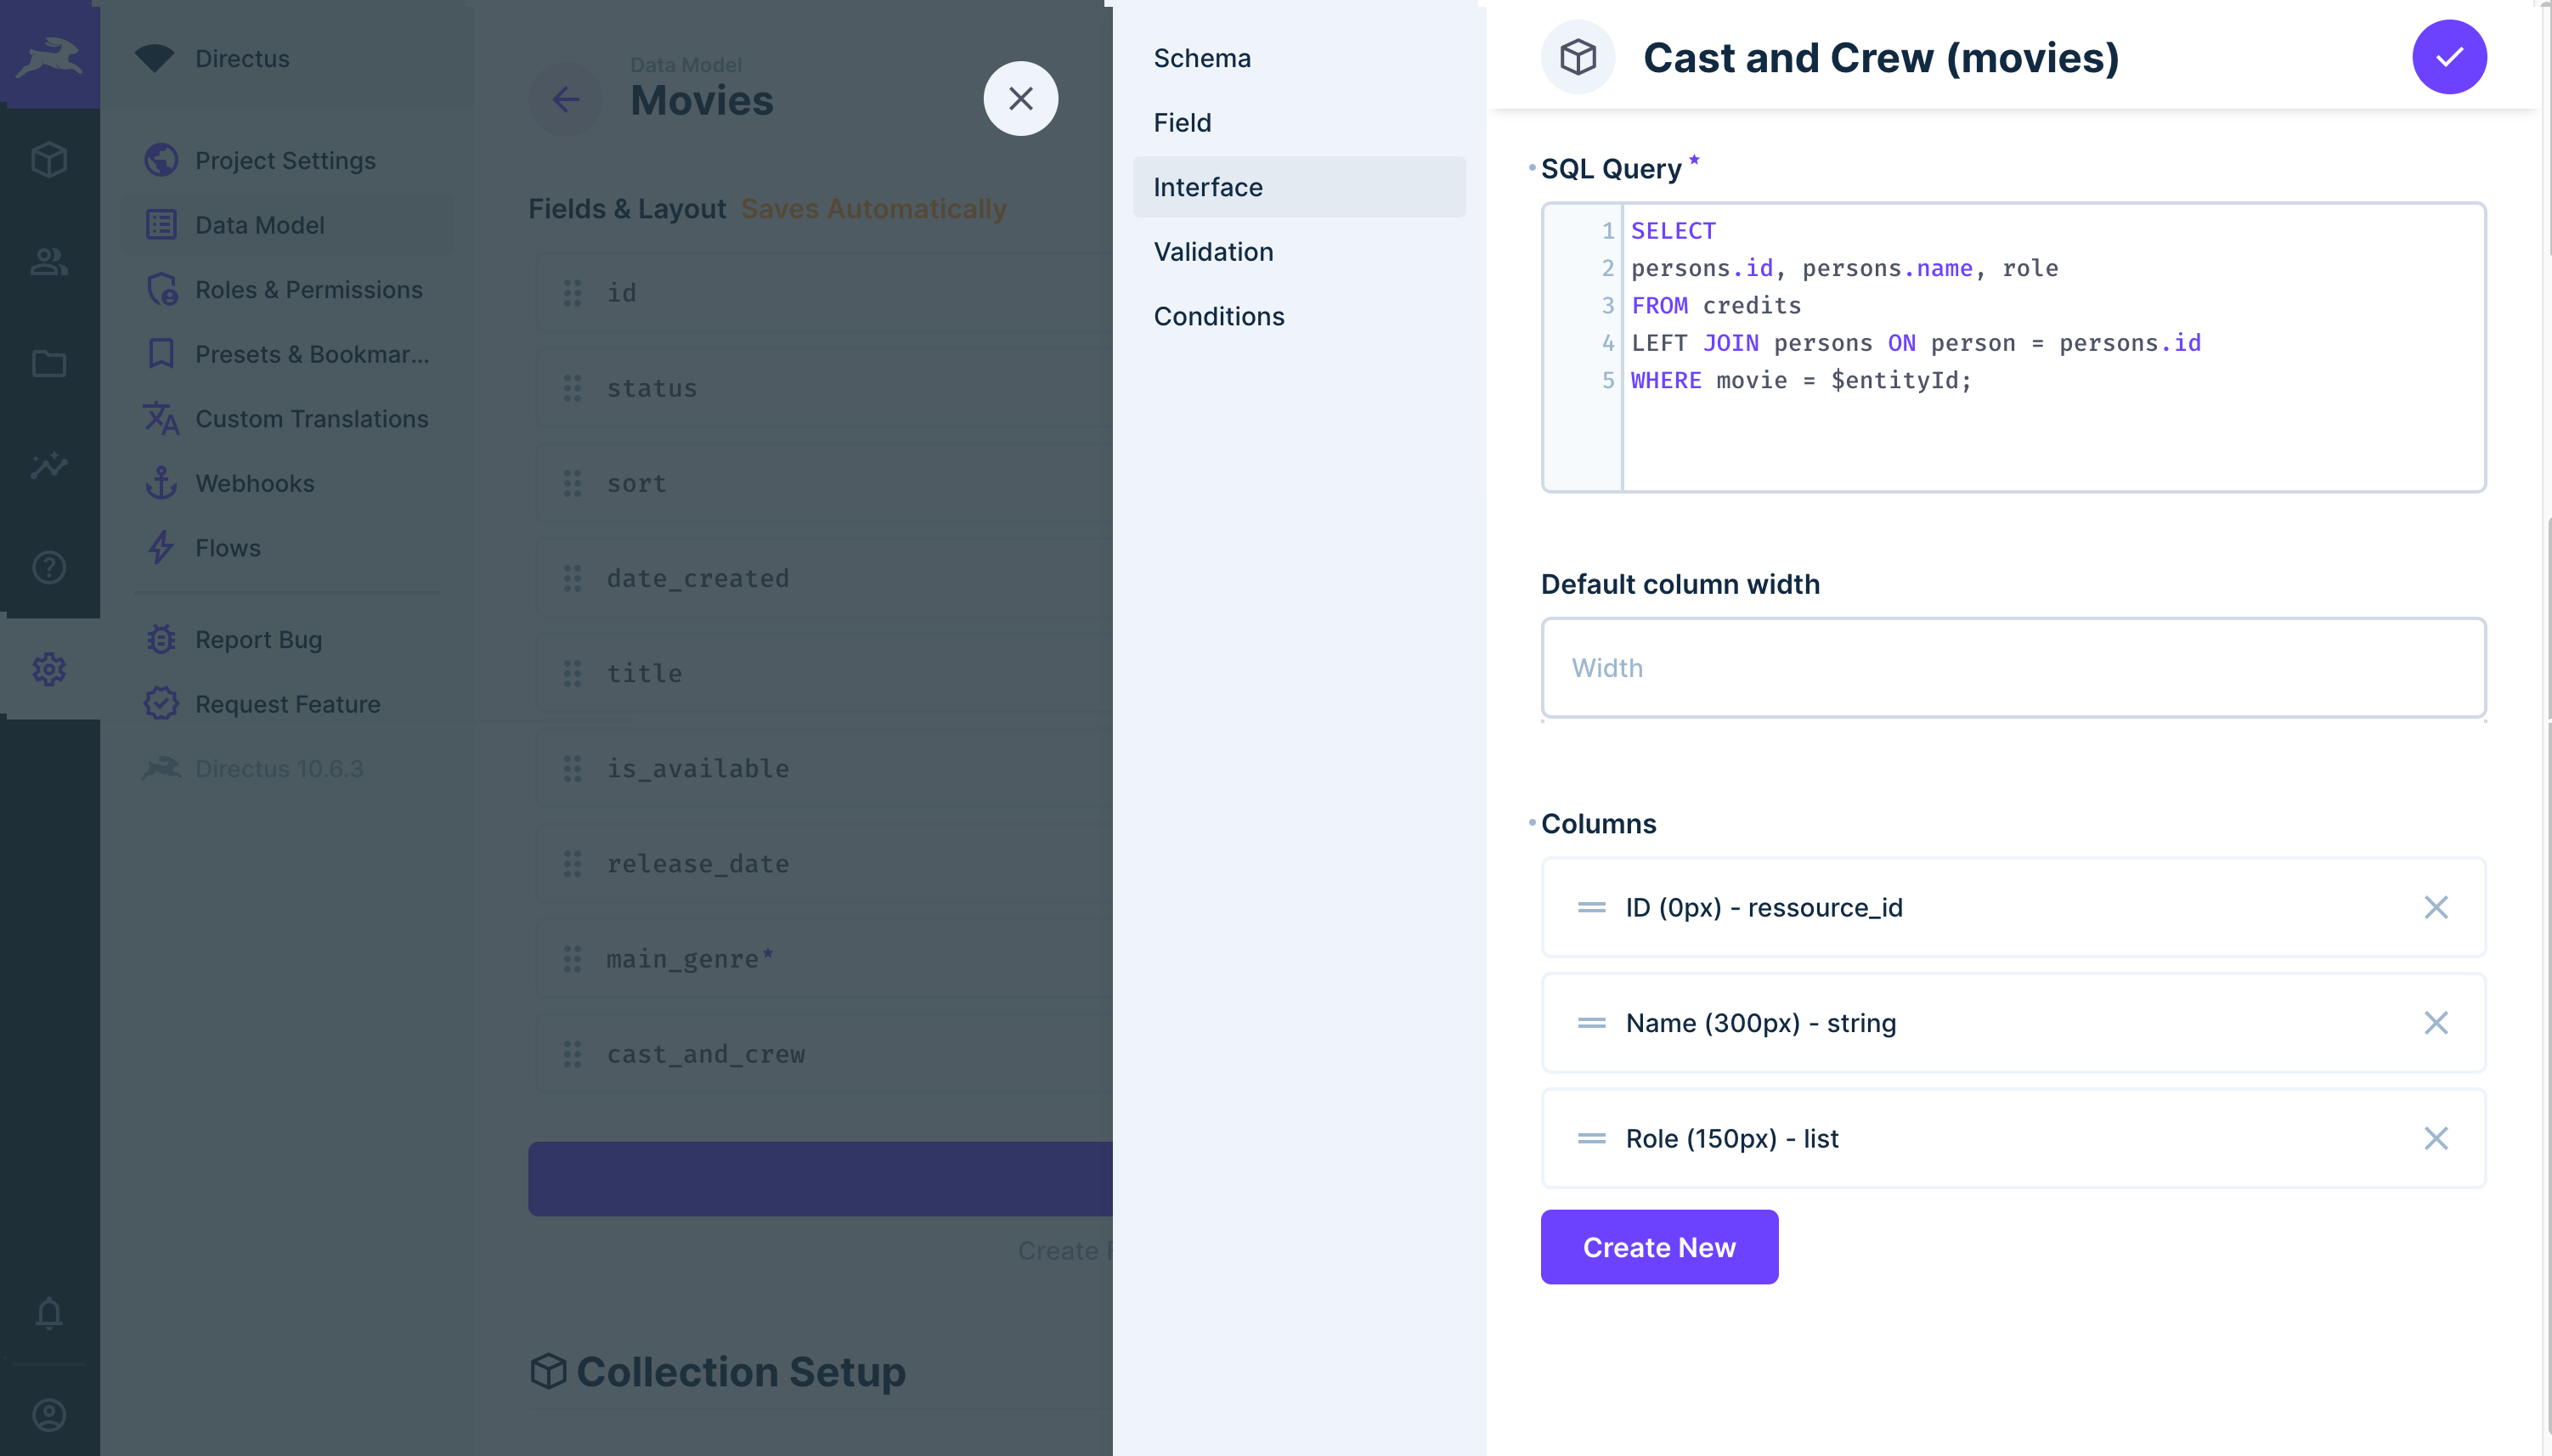 Directus
Project Settings
Data Model
Roles & Permissions
Presets & Bookmar...
Custom Translations
Webhooks
Flows
Report Bug
Request Feature
Directus 10.6.3
Data Model
Movies
Fields & Layout Saves Automatically
id
status
sort
date_created
title
is_available
release_date
main_genre*
cast_and_crew
Create
Collection Setup
Schema
Field
Interface
Validation
Conditions
Cast and Crew (movies)
SQL Query *
1 SELECT
2 persons.id, persons.name, role
3 FROM credits
4 LEFT JOIN persons ON person = persons.id
5 WHERE movie = $entityId;
Default column width
Width
Columns
ID (0px) - ressource_id
Name (300px) - string
Role (150px) - list
Create New